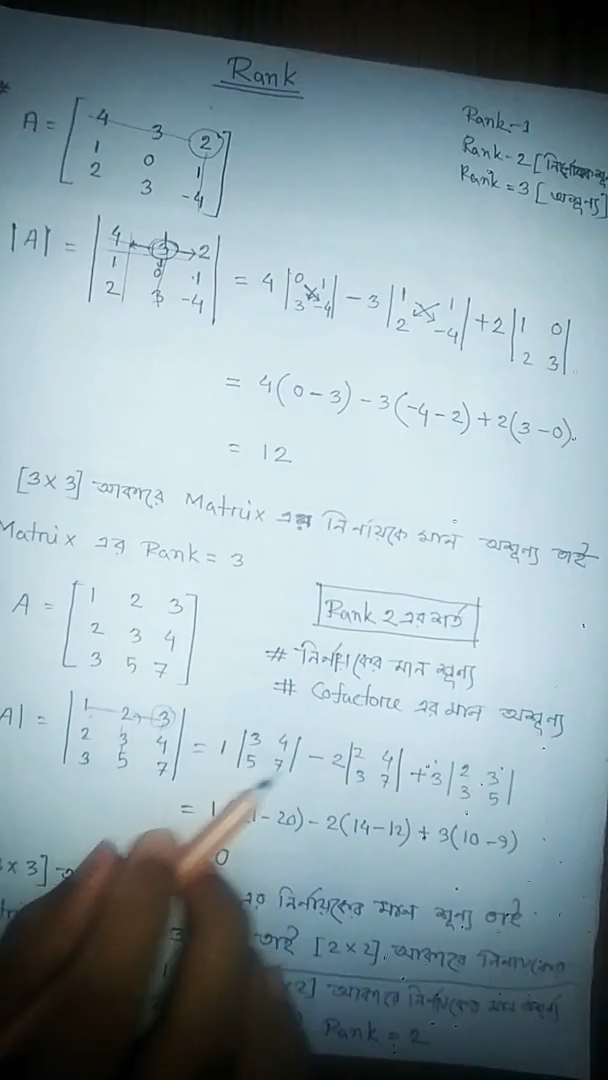 Rank
Rank-1
Rank-2 [নির্ণায়ক
Rank = 3 [অশূন্য]
#
A = [ 4 3 2
1 0 1
2 3 -4 ]
|A| = | 4 3 2
1 0 1
2 3 -4 | = 4 |0 1 3 -4| - 3 |1 1 2 -4| + 2 |1 0 2 3|
= 4(0-3) - 3(-4-2) + 2(3-0).
= 12
[3×3] আকারে Matrix এর নির্ণায়কে মান অশূন্য তাই
Matrix এর Rank = 3
A = [ 1 2 3
2 3 4
3 5 7 ]
Rank 2 এর শর্ত
# নির্ণায়কের মান শূন্য
# Cofactore এর মান অশূন্য
A| = | 1 2 3
2 3 4
3 5 7 | = 1 |3 4 5 7| - 2 |2 4 3 7| + 3 |2 3 3 5|
= 1 - 20) - 2(14-12) + 3(10-9)
0
× 3] এর নির্ণায়কের মান শূন্য তাই
তাই [2×2] আকারে
×2] আকারে নির্ণায়কের মান
Rank = 2